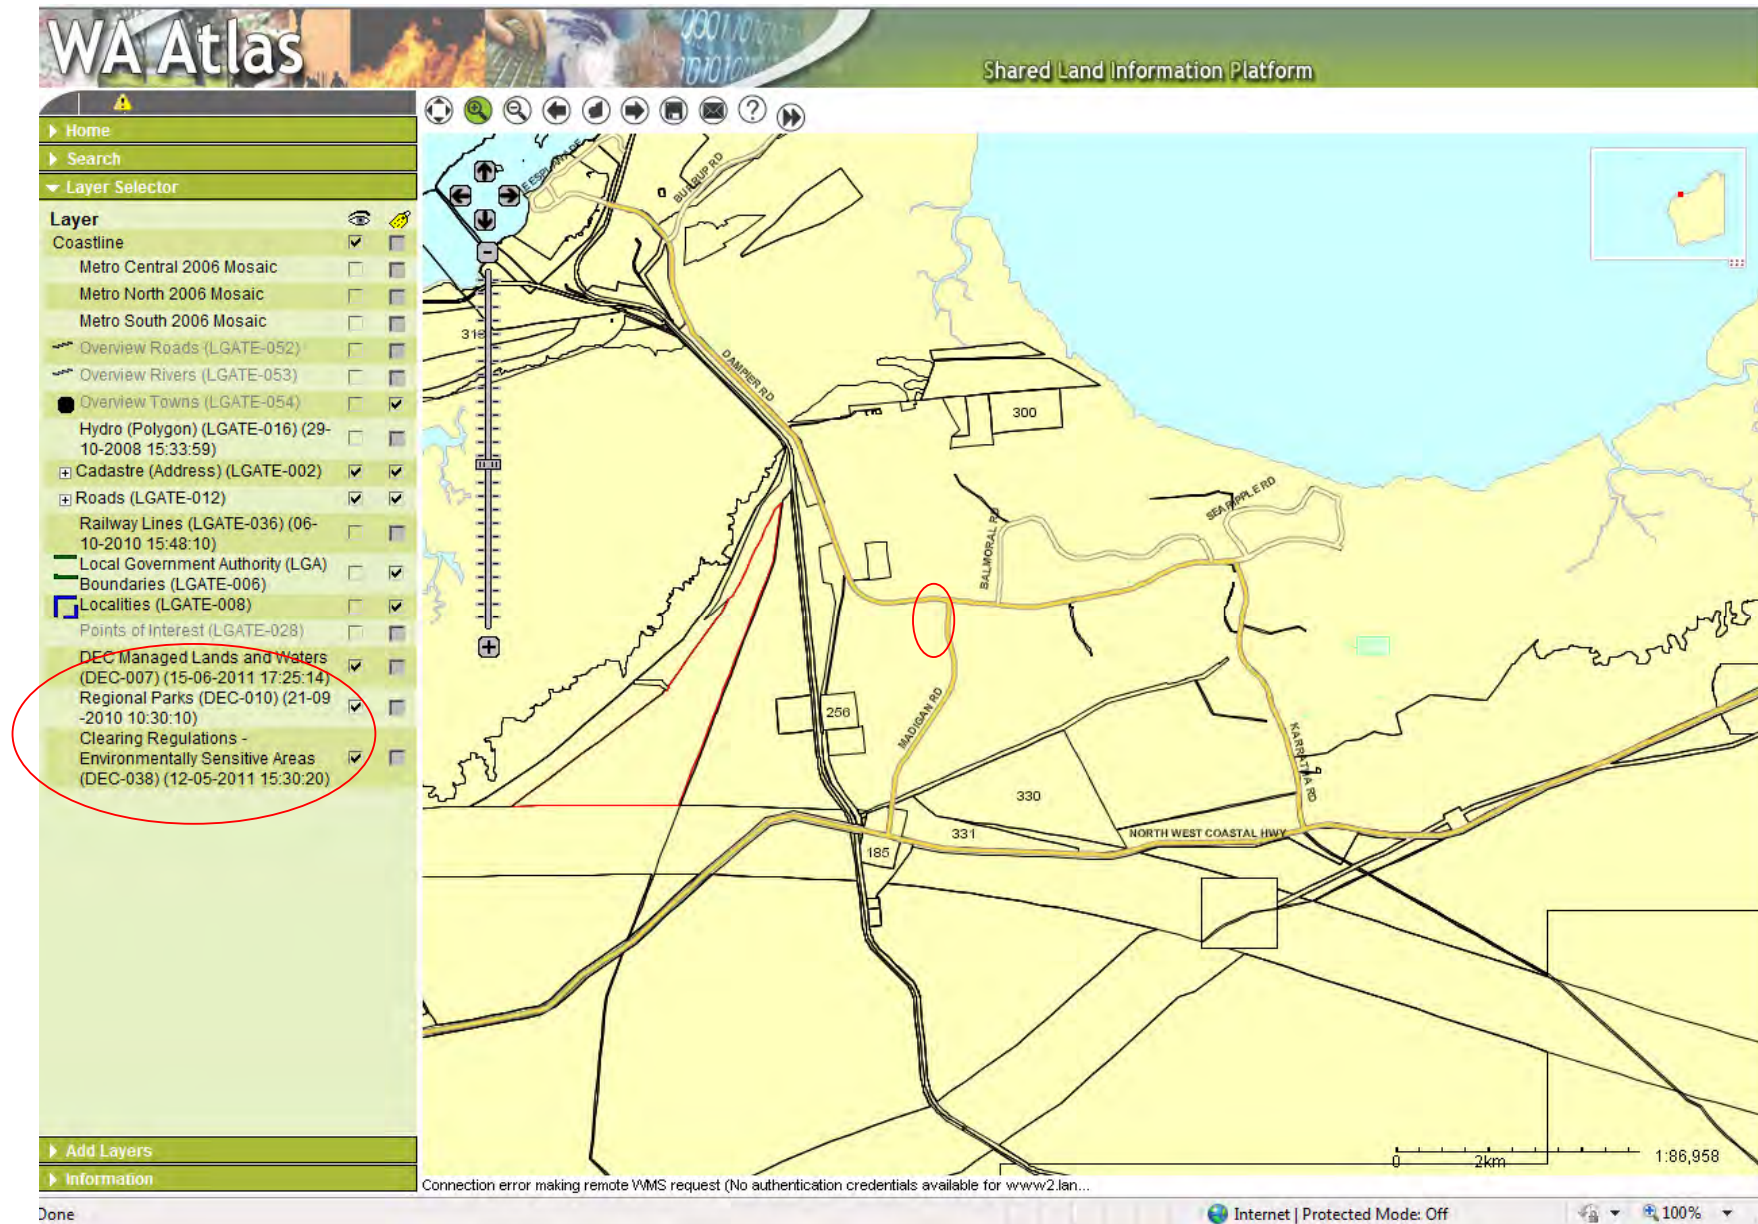 WA Atlas
Shared Land Information Platform
Home
Search
Layer Selector
Layer
Coastline
Metro Central 2006 Mosaic
Metro North 2006 Mosaic
Metro South 2006 Mosaic
Overview Roads (LGATE-052)
Overview Rivers (LGATE-053)
Overview Towns (LGATE-054)
Hydro (Polygon) (LGATE-016) (29-
10-2008 15:33:59)
Cadastre (Address) (LGATE-002)
Roads (LGATE-012)
Railway Lines (LGATE-036) (06-
10-2010 15:48:10)
Local Government Authority (LGA)
Boundaries (LGATE-006)
Localities (LGATE-008)
Points of Interest (LGATE-028)
DEC Managed Lands and Waters
(DEC-007) (15-06-2011 17:25:14)
Regional Parks (DEC-010) (21-09
-2010 10:30:10)
Clearing Regulations -
Environmentally Sensitive Areas
(DEC-038) (12-05-2011 15:30:20)
Add Layers
Information
BURRUP RD
DAMPIER RD
300
SEARIPPLE RD
BALMORAL RD
256
MADIGAN RD
KARRATHA RD
330
331
NORTH WEST COASTAL HWY
185
0 2km 1:86,958
Connection error making remote WMS request (No authentication credentials available for www2.lan...
Done
Internet | Protected Mode: Off
100%